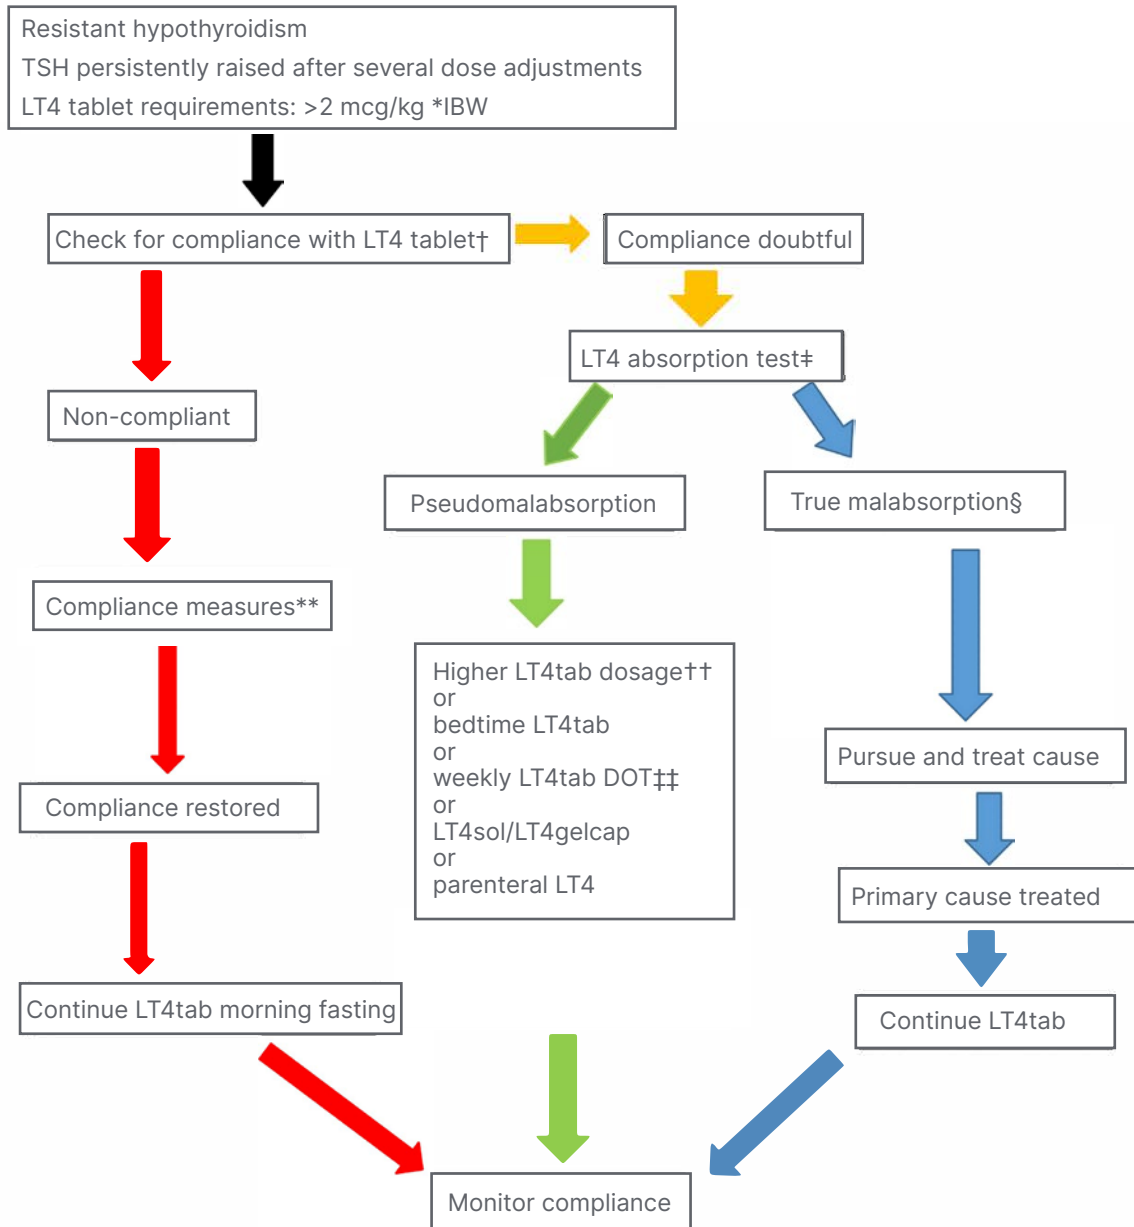 Resistant hypothyroidism
TSH persistently raised after several dose adjustments
LT4 tablet requirements: >2 mcg/kg *IBW
Check for compliance with LT4 tablet†
Compliance doubtful
LT4 absorption test‡
Non-compliant
Pseudomalabsorption
True malabsorption§
Compliance measures**
Higher LT4tab dosage††
or
bedtime LT4tab
or
weekly LT4tab DOT‡‡
or
LT4sol/LT4gelcap
or
parenteral LT4
Pursue and treat cause
Compliance restored
Primary cause treated
Continue LT4tab morning fasting
Continue LT4tab
Monitor compliance